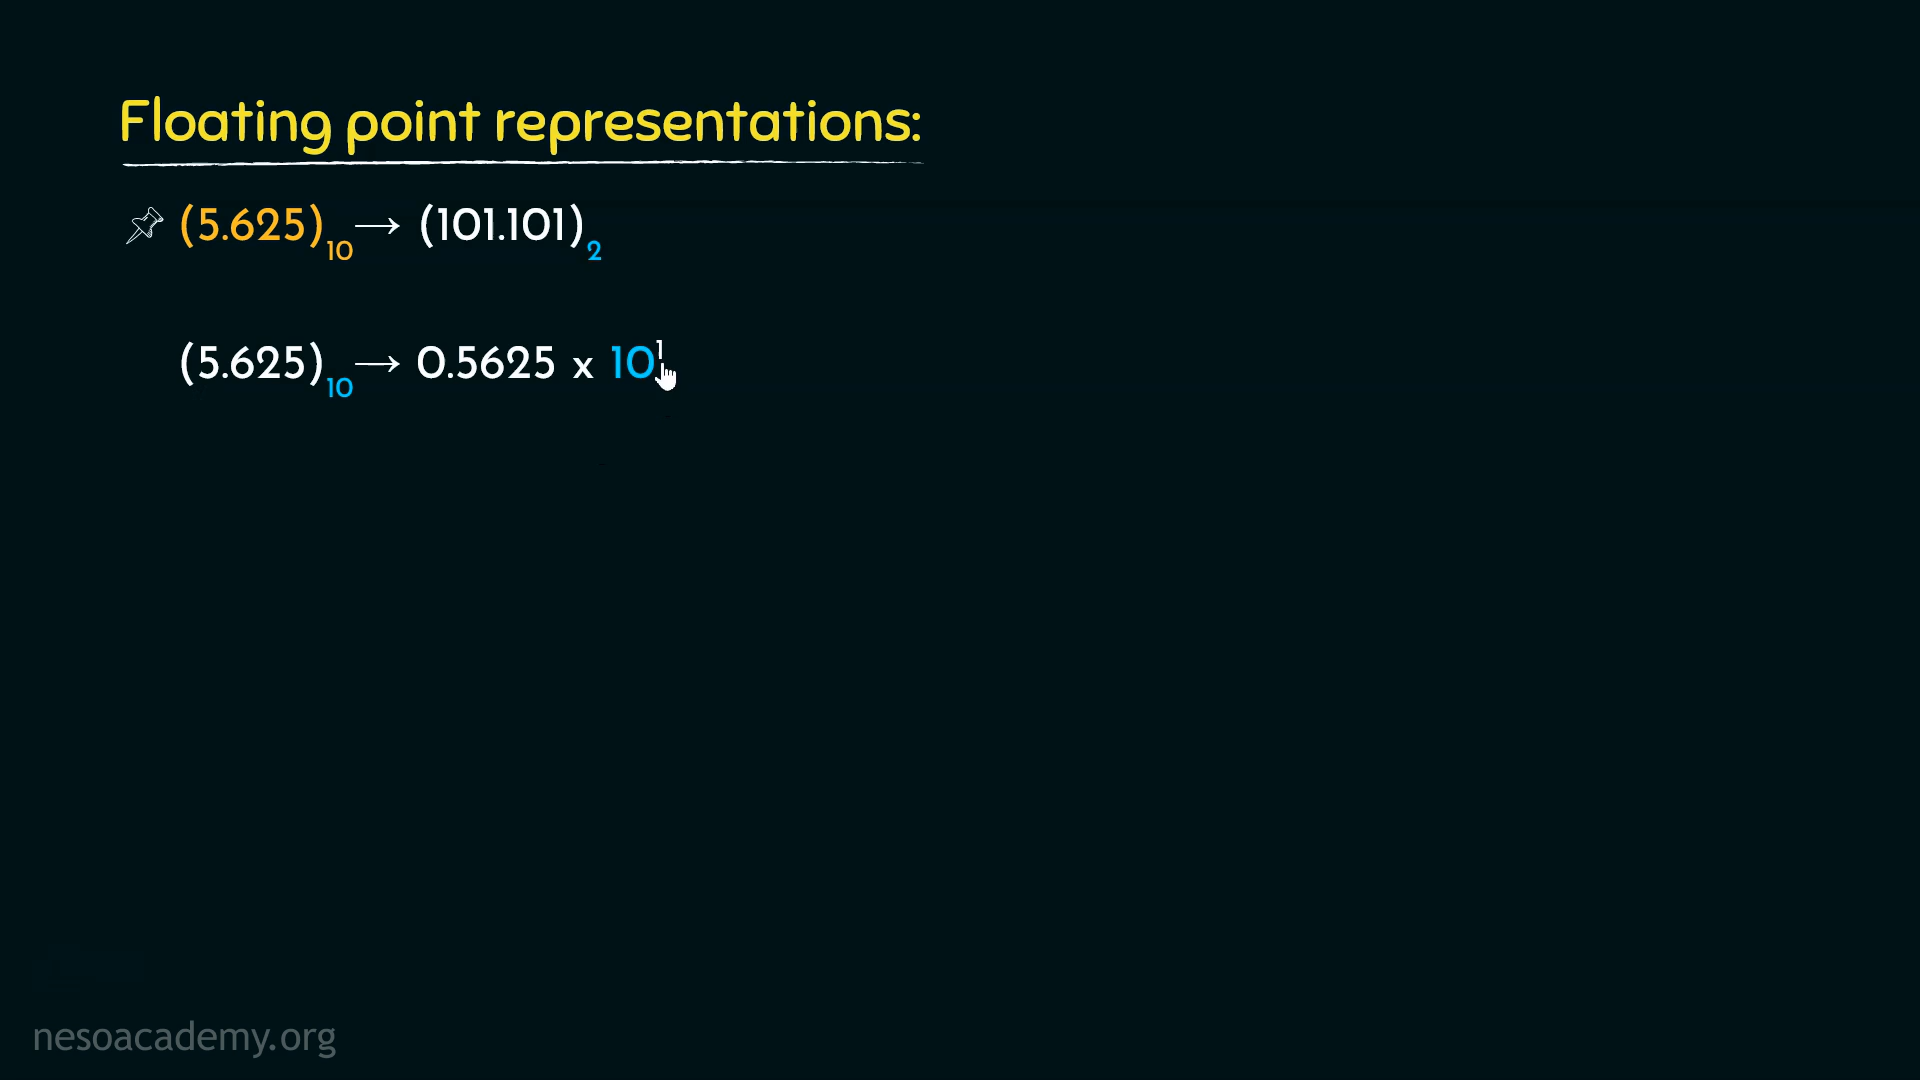 Floating point representations:
(5.625)₁₀ → (101.101)₂
(5.625)₁₀ → 0.5625 x 10¹
nesoacademy.org